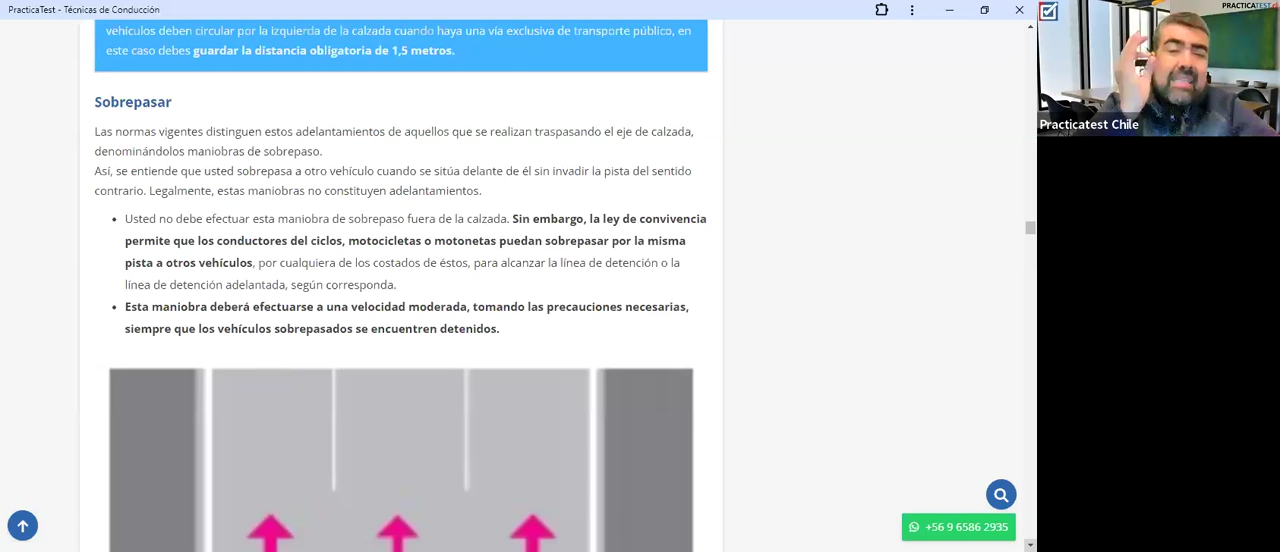 PracticaTest - Técnicas de Conducción
PRACTICATEST
vehículos deben circular por la izquierda de la calzada cuando haya una vía exclusiva de transporte público, en
este caso debes guardar la distancia obligatoria de 1,5 metros.
Sobrepasar
Las normas vigentes distinguen estos adelantamientos de aquellos que se realizan traspasando el eje de calzada,
denominándolos maniobras de sobrepaso.
Así, se entiende que usted sobrepasa a otro vehículo cuando se sitúa delante de él sin invadir la pista del sentido
contrario. Legalmente, estas maniobras no constituyen adelantamientos.
• Usted no debe efectuar esta maniobra de sobrepaso fuera de la calzada. Sin embargo, la ley de convivencia
permite que los conductores del ciclos, motocicletas o motonetas puedan sobrepasar por la misma
pista a otros vehículos, por cualquiera de los costados de éstos, para alcanzar la línea de detención o la
línea de detención adelantada, según corresponda.
• Esta maniobra deberá efectuarse a una velocidad moderada, tomando las precauciones necesarias,
siempre que los vehículos sobrepasados se encuentren detenidos.
+56 9 6586 2935
Practicatest Chile